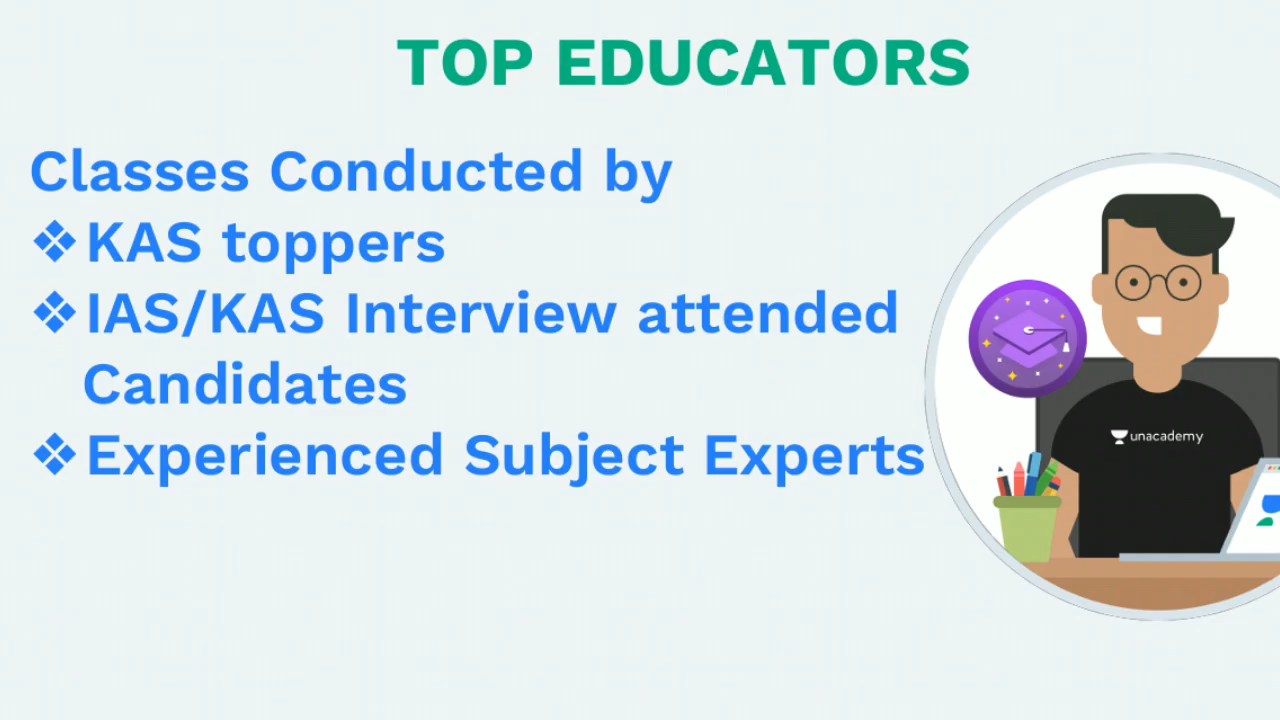 TOP EDUCATORS
Classes Conducted by
❖KAS toppers
❖IAS/KAS Interview attended
Candidates
❖Experienced Subject Experts
unacademy